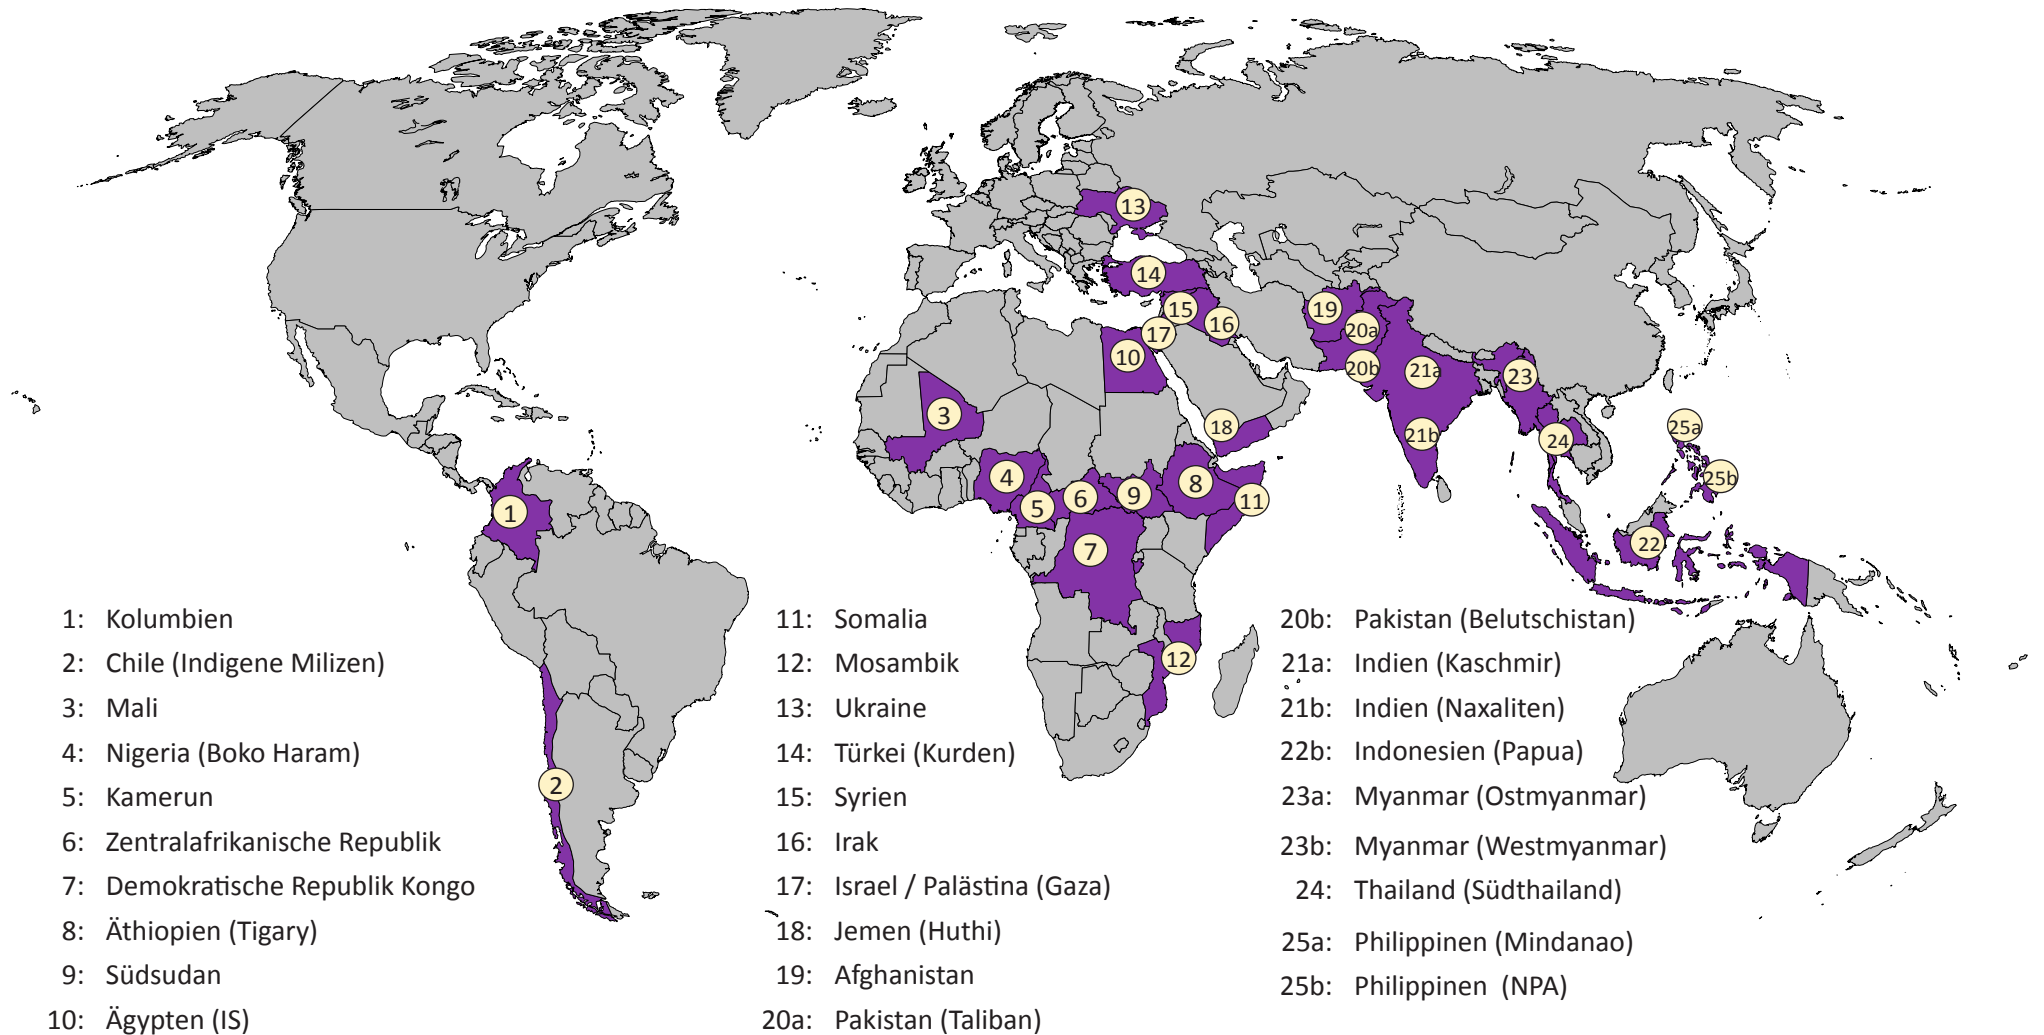 13
14
15
16
17
19
20a
20b
21a
21b
23
10
18
3
24
25a
25b
4
5
6
9
8
11
1
7
22
12
2
1: Kolumbien
2: Chile (Indigene Milizen)
3: Mali
4: Nigeria (Boko Haram)
5: Kamerun
6: Zentralafrikanische Republik
7: Demokratische Republik Kongo
8: Äthiopien (Tigary)
9: Südsudan
10: Ägypten (IS)
11: Somalia
12: Mosambik
13: Ukraine
14: Türkei (Kurden)
15: Syrien
16: Irak
17: Israel / Palästina (Gaza)
18: Jemen (Huthi)
19: Afghanistan
20a: Pakistan (Taliban)
20b: Pakistan (Belutschistan)
21a: Indien (Kaschmir)
21b: Indien (Naxaliten)
22b: Indonesien (Papua)
23a: Myanmar (Ostmyanmar)
23b: Myanmar (Westmyanmar)
24: Thailand (Südthailand)
25a: Philippinen (Mindanao)
25b: Philippinen (NPA)